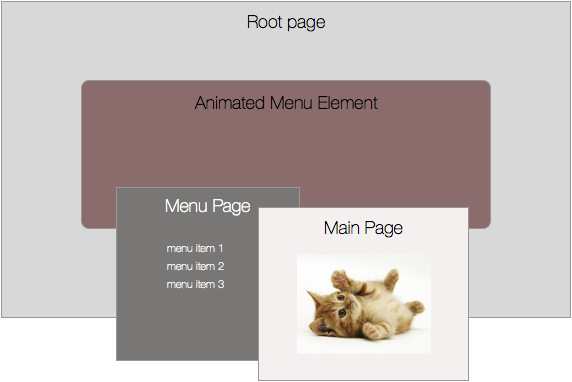 Root page
Animated Menu Element
Menu Page
menu item 1
menu item 2
menu item 3
Main Page